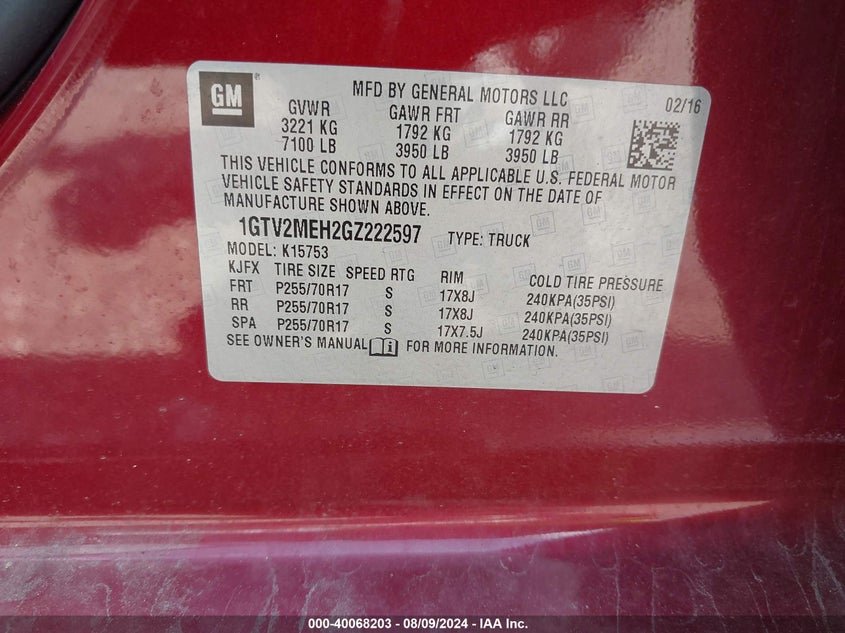 GM®
MFD BY GENERAL MOTORS LLC 02/16
GVWR GAWR FRT GAWR RR
3221 KG 1792 KG 1792 KG
7100 LB 3950 LB 3950 LB
THIS VEHICLE CONFORMS TO ALL APPLICABLE U.S. FEDERAL MOTOR
VEHICLE SAFETY STANDARDS IN EFFECT ON THE DATE OF
MANUFACTURE SHOWN ABOVE.
1GTV2MEH2GZ222597 TYPE: TRUCK
MODEL: K15753
KJFX TIRE SIZE SPEED RTG RIM COLD TIRE PRESSURE
FRT P255/70R17 S 17X8J 240KPA(35PSI)
RR P255/70R17 S 17X8J 240KPA(35PSI)
SPA P255/70R17 S 17X7.5J 240KPA(35PSI)
SEE OWNER'S MANUAL i FOR MORE INFORMATION.
000-40068203 - 08/09/2024 - IAA Inc.